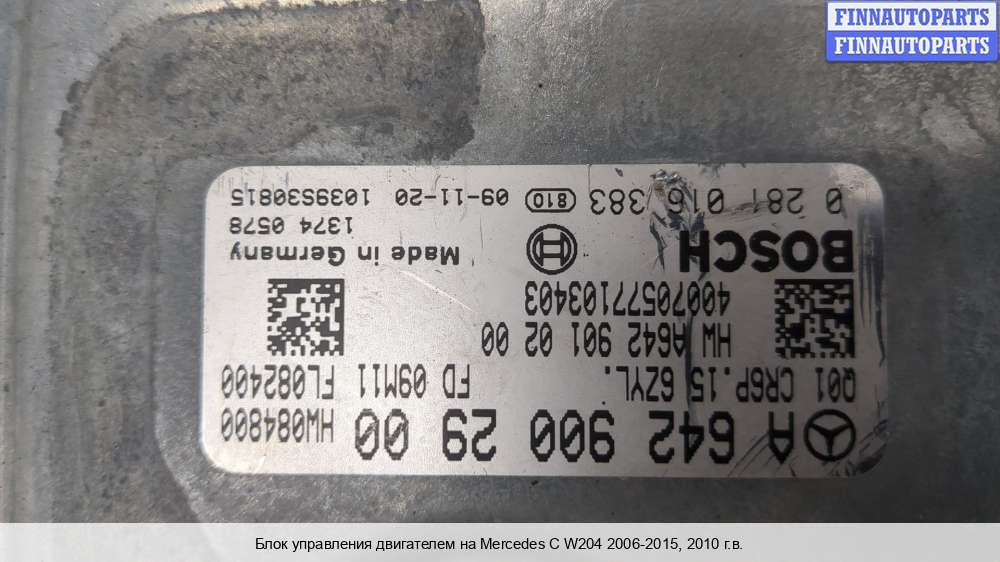 FINNAUTOPARTS
FINNAUTOPARTS
A 642 900 29 00 HW084800
Q01 CR6P.15 6ZYL. FD 09M11 FL082400
HW A642 901 02 00
40070577103403
BOSCH Made in Germany
1374 0578
0 281 016 383 810 09-11-20 1039S30815
Блок управления двигателем на Mercedes C W204 2006-2015, 2010 г.в.